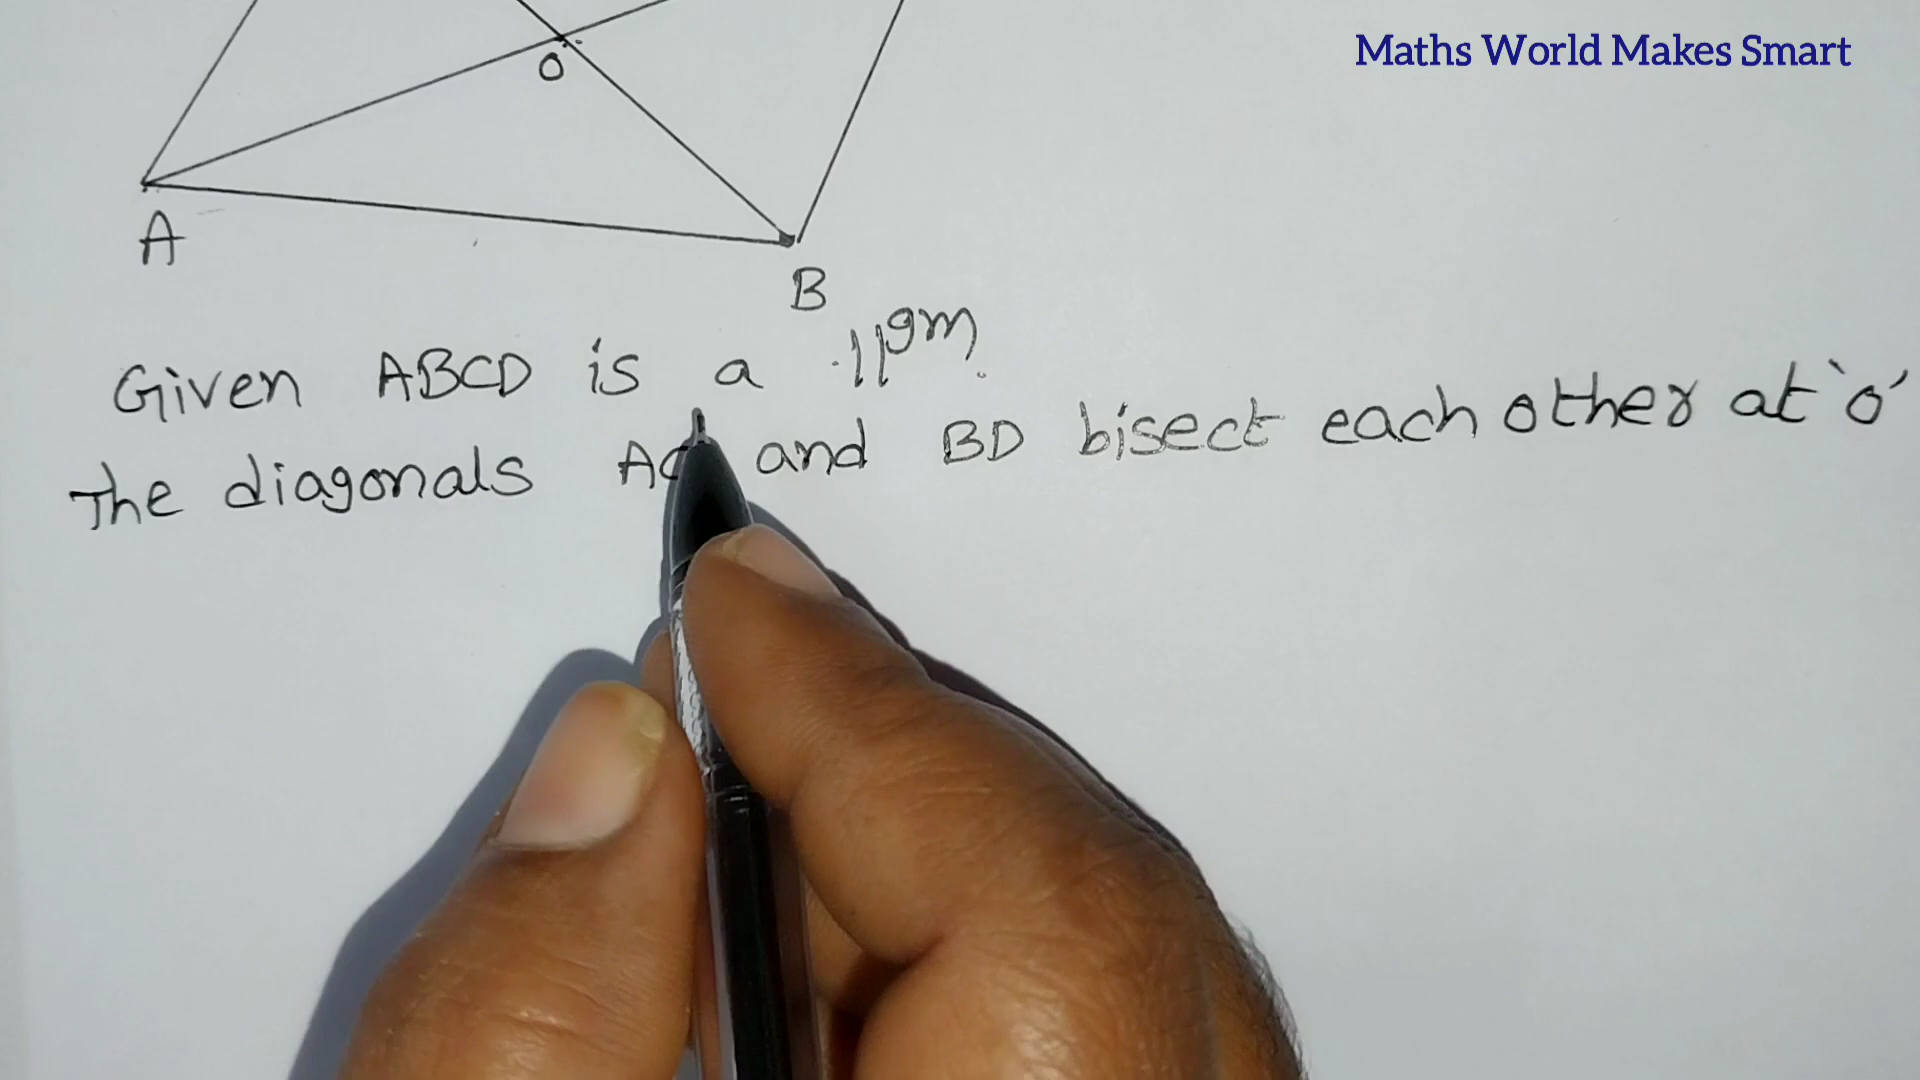 Maths World Makes Smart
O
A
B
Given ABCD is a ||gm.
The diagonals AC and BD bisect each other at 'o'